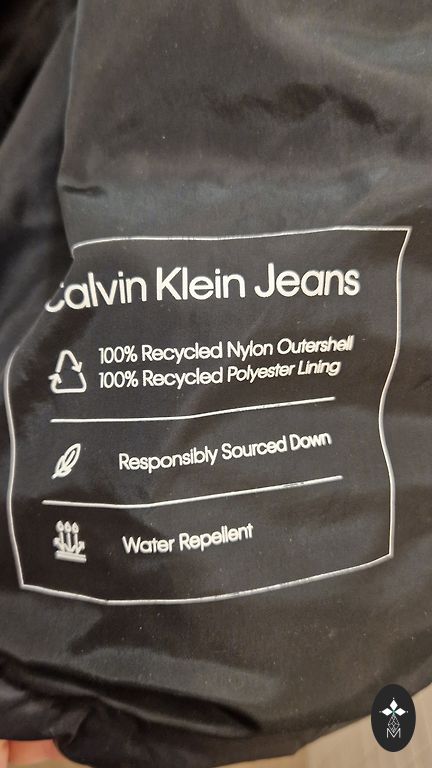 Calvin Klein Jeans
100% Recycled Nylon Outershell
100% Recycled Polyester Lining
Responsibly Sourced Down
Water Repellent
M